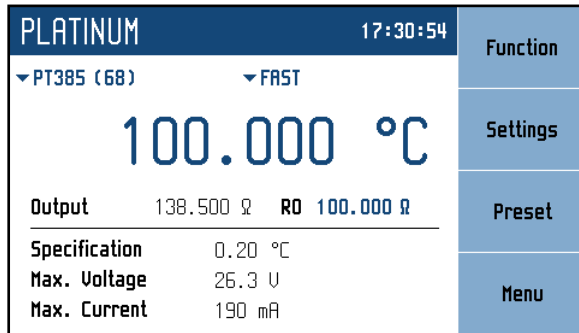 PLATINUM 17:30:54
Function
PT385 (68) FAST
100.000 °C
Settings
Output 138.500 Ω R0 100.000 Ω
Preset
Specification 0.20 °C
Max. Voltage 26.3 V
Max. Current 190 mA
Menu